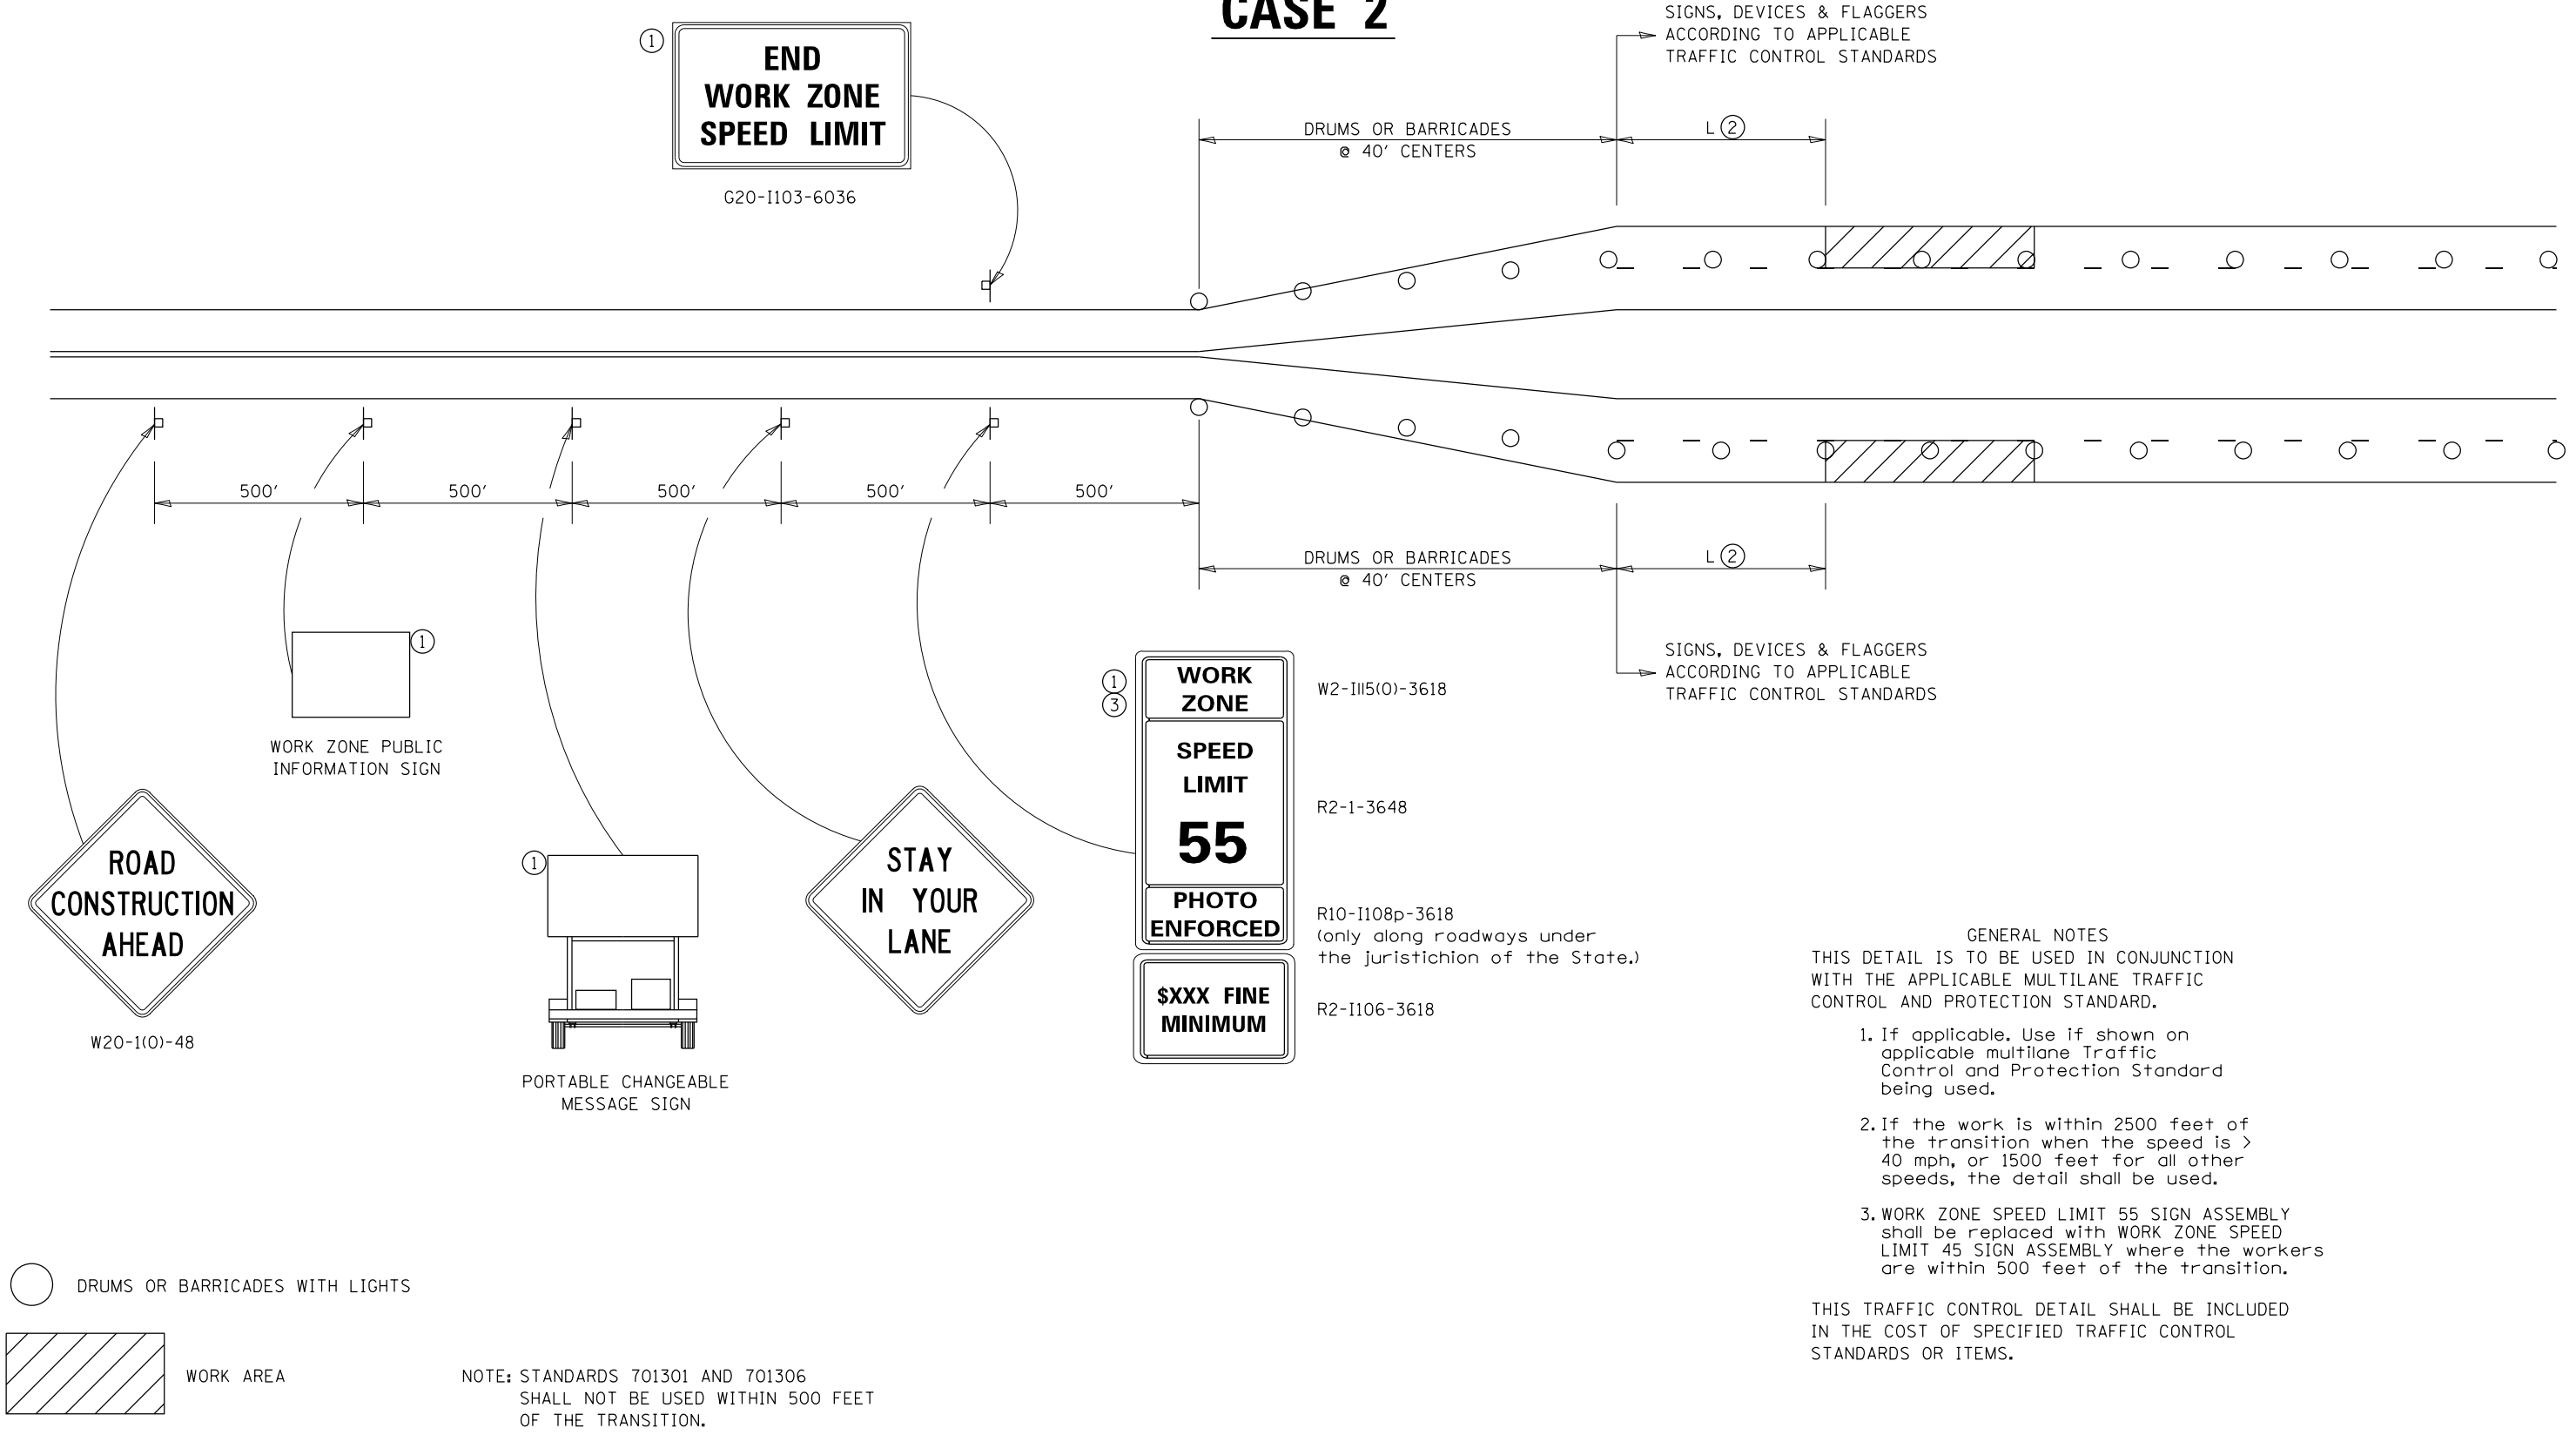 CASE 2
SIGNS, DEVICES & FLAGGERS
ACCORDING TO APPLICABLE
TRAFFIC CONTROL STANDARDS
1
END
WORK ZONE
SPEED LIMIT
G20-I103-6036
DRUMS OR BARRICADES
@ 40' CENTERS
L 2
500'
500'
500'
500'
500'
DRUMS OR BARRICADES
@ 40' CENTERS
L 2
SIGNS, DEVICES & FLAGGERS
ACCORDING TO APPLICABLE
TRAFFIC CONTROL STANDARDS
1
WORK ZONE PUBLIC
INFORMATION SIGN
ROAD
CONSTRUCTION
AHEAD
W20-1(O)-48
1
PORTABLE CHANGEABLE
MESSAGE SIGN
STAY
IN YOUR
LANE
1
3
WORK
ZONE
W2-I115(O)-3618
SPEED
LIMIT
55
R2-1-3648
PHOTO
ENFORCED
R10-I108p-3618
(only along roadways under
the juristichion of the State.)
$XXX FINE
MINIMUM
R2-I106-3618
GENERAL NOTES
THIS DETAIL IS TO BE USED IN CONJUNCTION
WITH THE APPLICABLE MULTILANE TRAFFIC
CONTROL AND PROTECTION STANDARD.
1. If applicable. Use if shown on
applicable multilane Traffic
Control and Protection Standard
being used.
2. If the work is within 2500 feet of
the transition when the speed is >
40 mph, or 1500 feet for all other
speeds, the detail shall be used.
3. WORK ZONE SPEED LIMIT 55 SIGN ASSEMBLY
shall be replaced with WORK ZONE SPEED
LIMIT 45 SIGN ASSEMBLY where the workers
are within 500 feet of the transition.
THIS TRAFFIC CONTROL DETAIL SHALL BE INCLUDED
IN THE COST OF SPECIFIED TRAFFIC CONTROL
STANDARDS OR ITEMS.
DRUMS OR BARRICADES WITH LIGHTS
WORK AREA
NOTE: STANDARDS 701301 AND 701306
SHALL NOT BE USED WITHIN 500 FEET
OF THE TRANSITION.